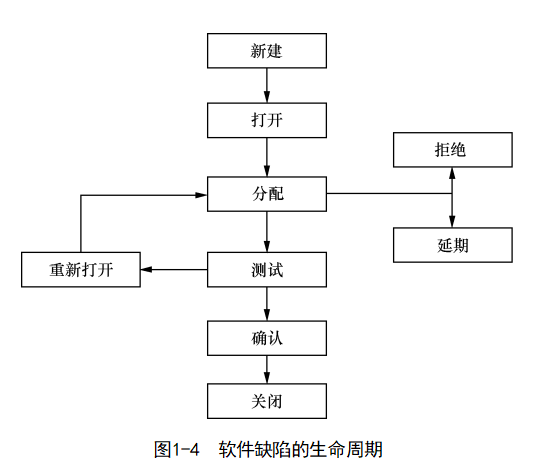 新建
打开
拒绝
分配
延期
重新打开
测试
确认
关闭
图1-4 软件缺陷的生命周期